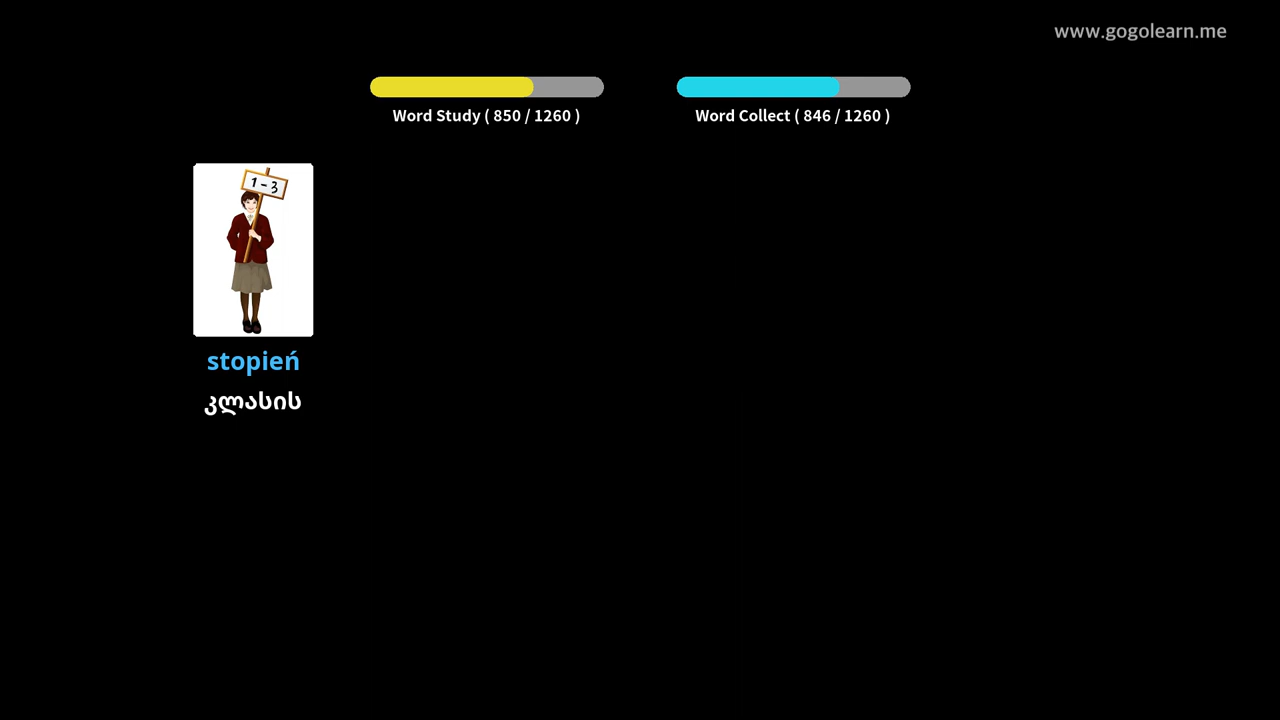 www.gogolearn.me
Word Study ( 850 / 1260 )
Word Collect ( 846 / 1260 )
1 - 3
stopień
კლასის